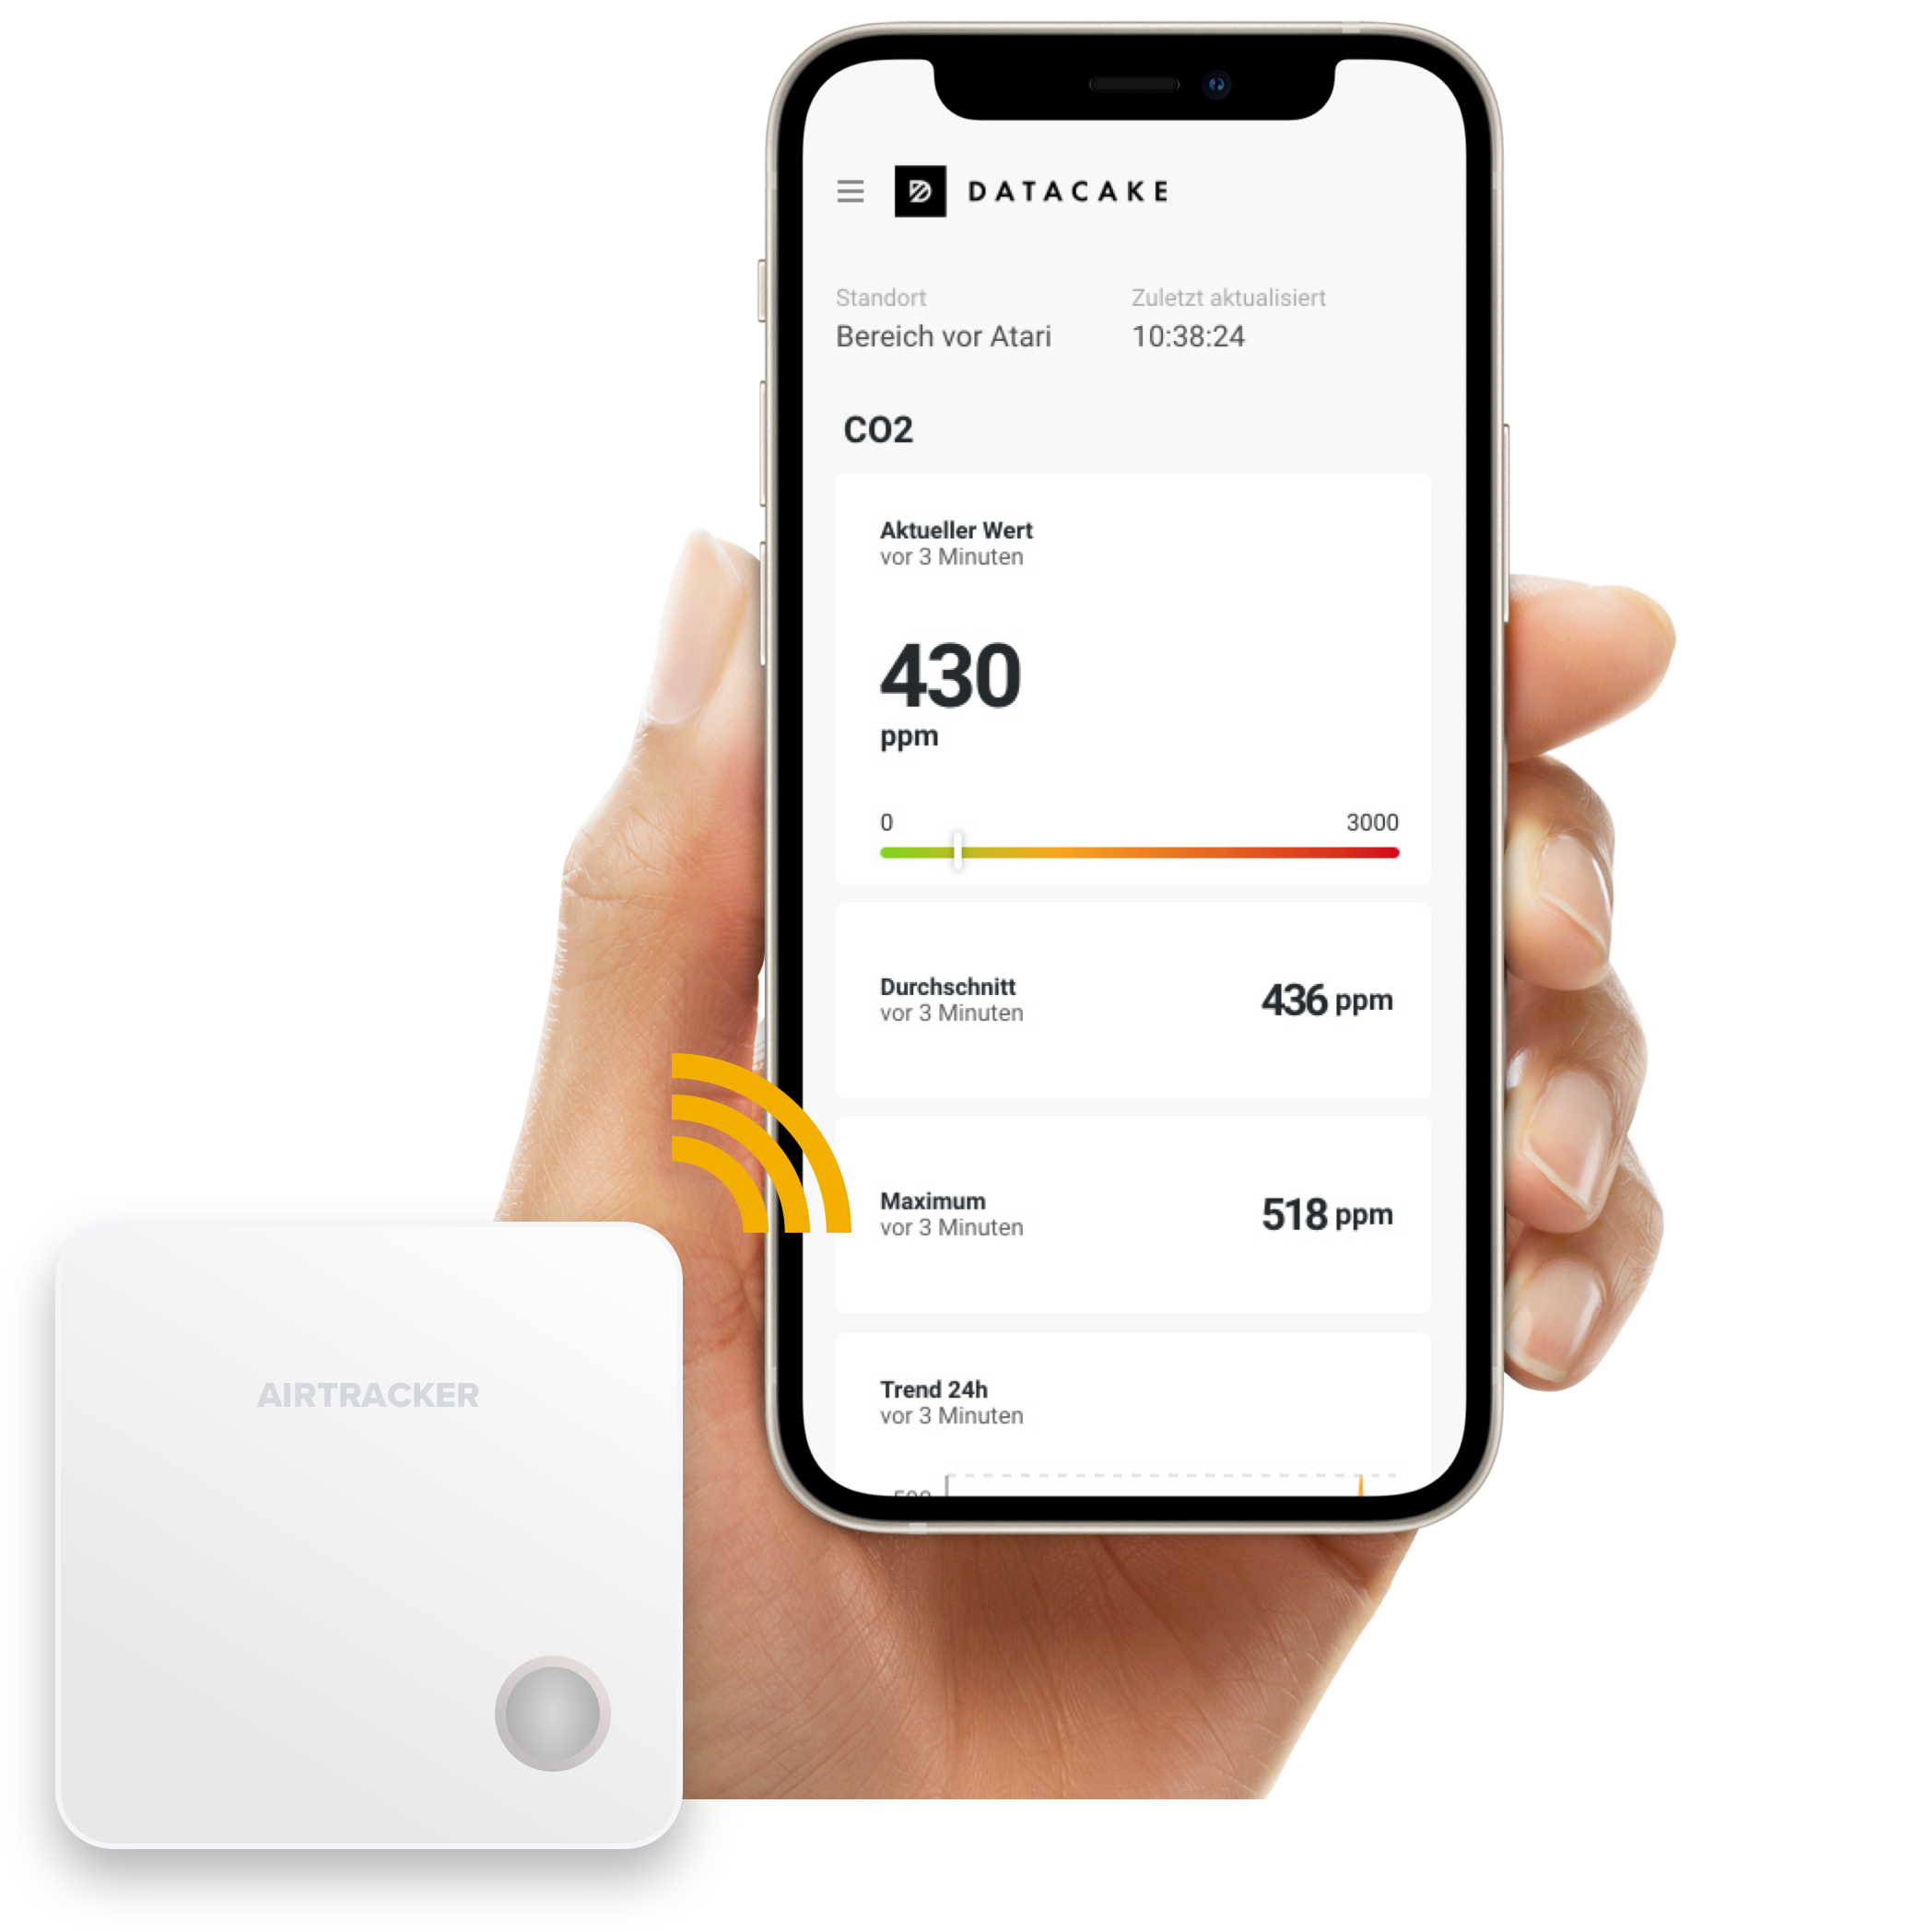 DATACAKE
Standort
Zuletzt aktualisiert
Bereich vor Atari
10:38:24
CO2
Aktueller Wert
vor 3 Minuten
430
ppm
0
3000
Durchschnitt
vor 3 Minuten
436 ppm
Maximum
vor 3 Minuten
518 ppm
Trend 24h
vor 3 Minuten
AIRTRACKER